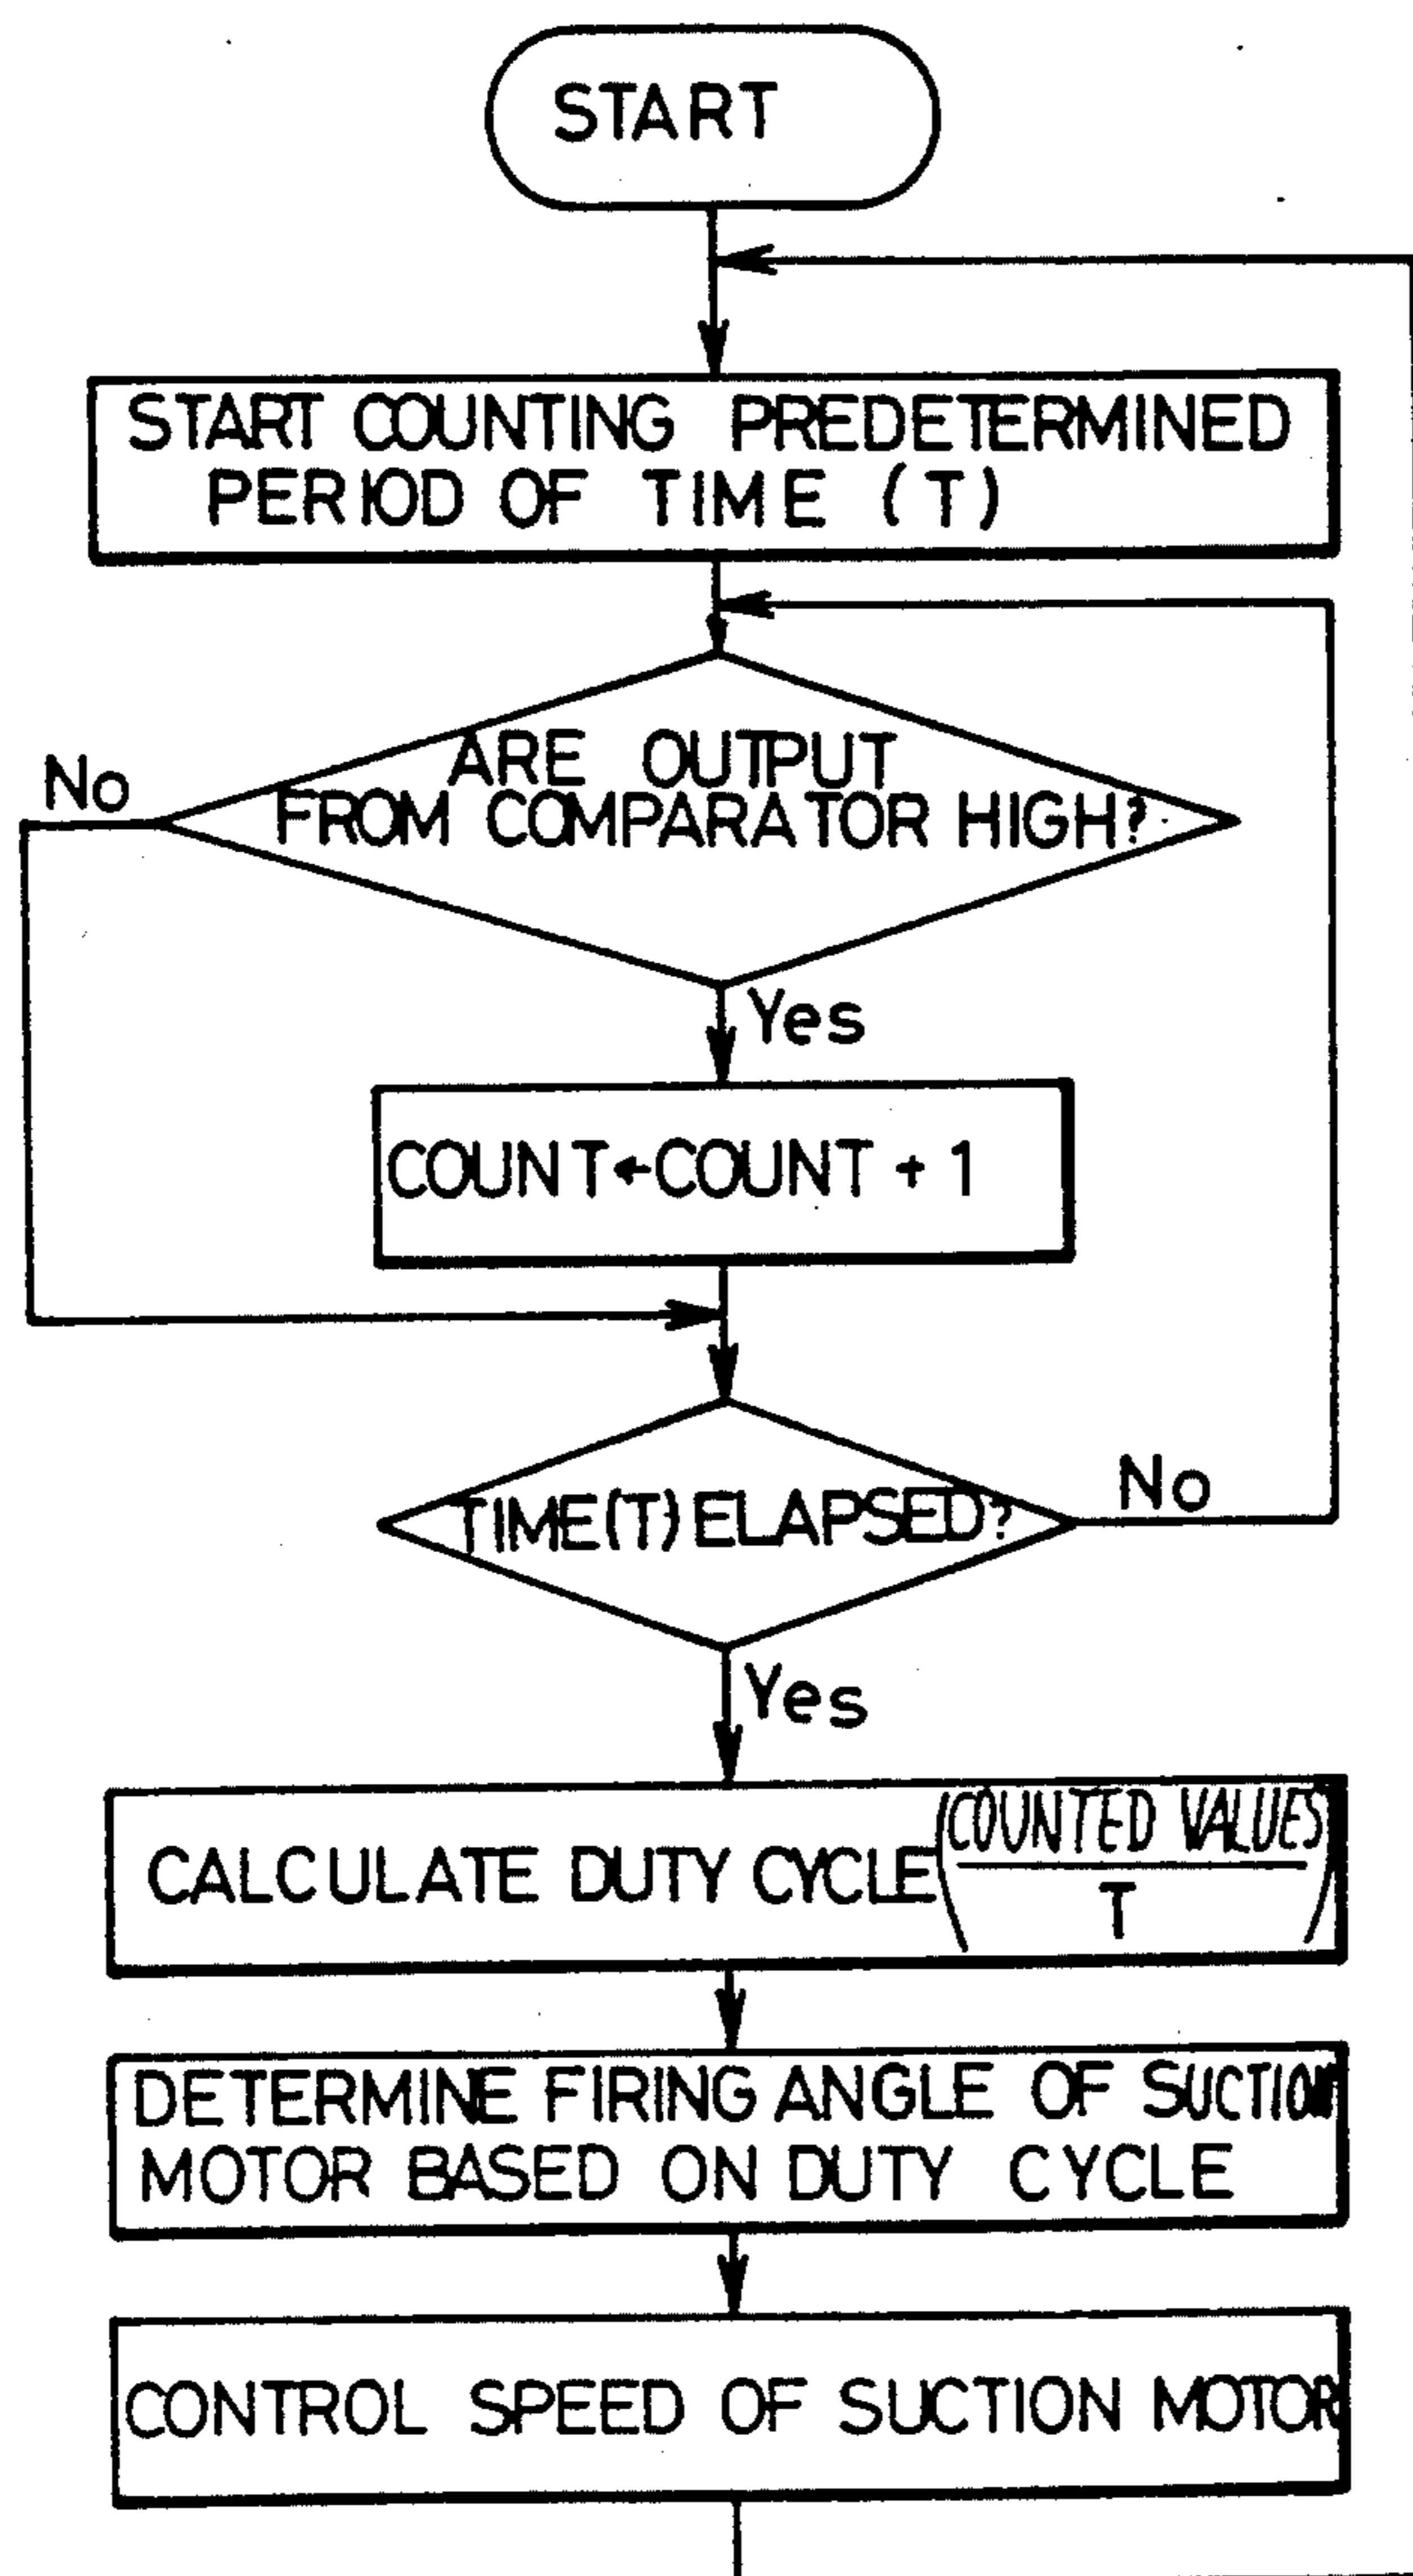 START
START COUNTING PREDETERMINED
PERIOD OF TIME (T)
ARE OUTPUT
No
FROM COMPARATOR HIGH?
Yes
COUNT←COUNT + 1
TIME(T) ELAPSED?
No
Yes
CALCULATE DUTY CYCLE (COUNTED VALUES
T)
DETERMINE FIRING ANGLE OF SUCTION
MOTOR BASED ON DUTY CYCLE
CONTROL SPEED OF SUCTION MOTOR